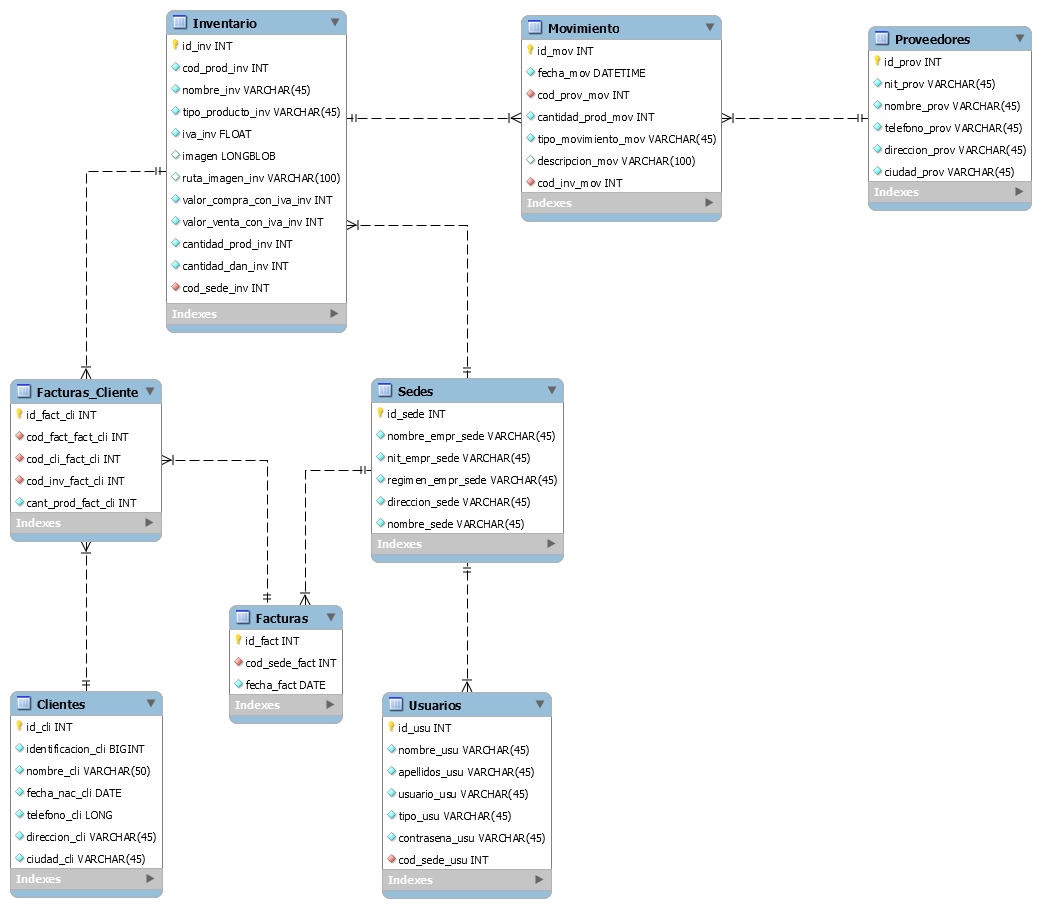 Inventario
id_inv INT
cod_prod_inv INT
nombre_inv VARCHAR(45)
tipo_producto_inv VARCHAR(45)
iva_inv FLOAT
imagen LONGBLOB
ruta_imagen_inv VARCHAR(100)
valor_compra_con_iva_inv INT
valor_venta_con_iva_inv INT
cantidad_prod_inv INT
cantidad_dan_inv INT
cod_sede_inv INT
Indexes
Movimiento
id_mov INT
fecha_mov DATETIME
cod_prov_mov INT
cantidad_prod_mov INT
tipo_movimiento_mov VARCHAR(45)
descripcion_mov VARCHAR(100)
cod_inv_mov INT
Indexes
Proveedores
id_prov INT
nit_prov VARCHAR(45)
nombre_prov VARCHAR(45)
telefono_prov VARCHAR(45)
direccion_prov VARCHAR(45)
ciudad_prov VARCHAR(45)
Indexes
Facturas_Cliente
id_fact_cli INT
cod_fact_fact_cli INT
cod_cli_fact_cli INT
cod_inv_fact_cli INT
cant_prod_fact_cli INT
Indexes
Sedes
id_sede INT
nombre_empr_sede VARCHAR(45)
nit_empr_sede VARCHAR(45)
regimen_empr_sede VARCHAR(45)
direccion_sede VARCHAR(45)
nombre_sede VARCHAR(45)
Indexes
Facturas
id_fact INT
cod_sede_fact INT
fecha_fact DATE
Indexes
Clientes
id_cli INT
identificacion_cli BIGINT
nombre_cli VARCHAR(50)
fecha_nac_cli DATE
telefono_cli LONG
direccion_cli VARCHAR(45)
ciudad_cli VARCHAR(45)
Indexes
Usuarios
id_usu INT
nombre_usu VARCHAR(45)
apellidos_usu VARCHAR(45)
usuario_usu VARCHAR(45)
tipo_usu VARCHAR(45)
contrasena_usu VARCHAR(45)
cod_sede_usu INT
Indexes